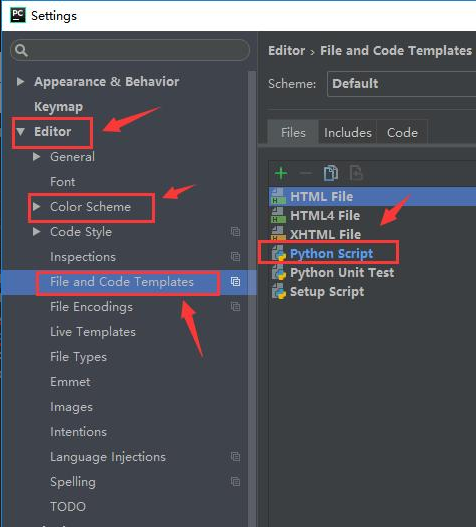 PC
Settings
Appearance & Behavior
Keymap
Editor
General
Font
Color Scheme
Code Style
Inspections
File and Code Templates
File Encodings
Live Templates
File Types
Emmet
Images
Intentions
Language Injections
Spelling
TODO
Editor › File and Code Templates
Scheme: Default
Files Includes Code
HTML File
HTML4 File
XHTML File
Python Script
Python Unit Test
Setup Script